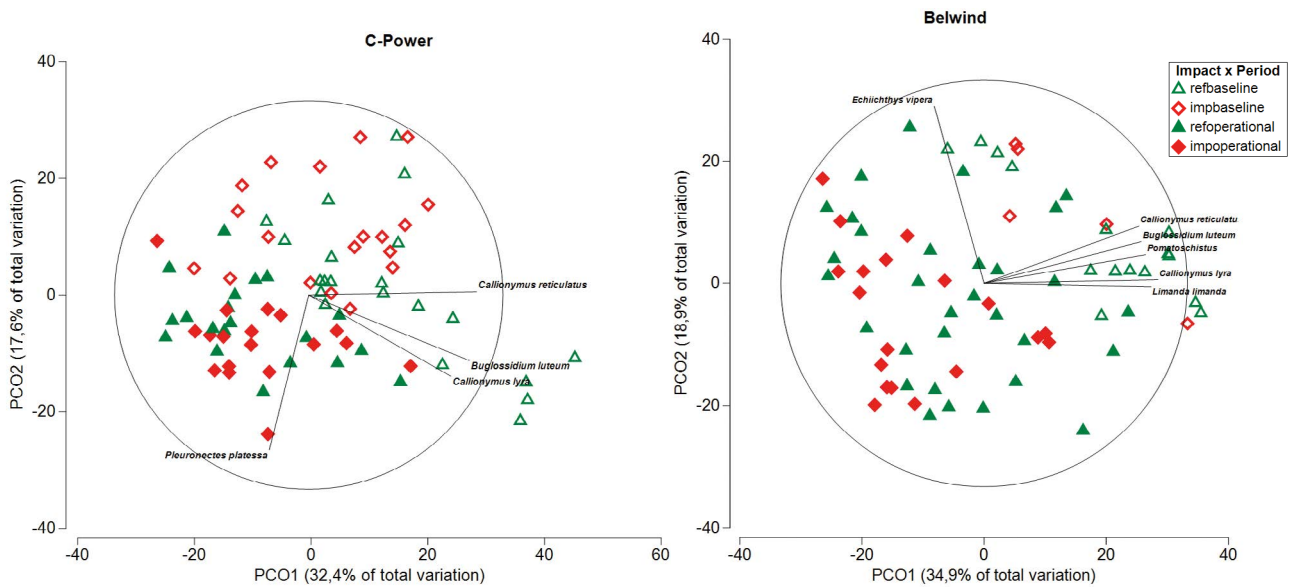 C-Power
40
20
0
-20
-40
-40
-20
0
20
40
60
PCO2 (17,6% of total variation)
PCO1 (32,4% of total variation)
Callionymus reticulatus
Buglossidium luteum
Callionymus lyra
Pleuronectes platessa
Belwind
40
20
0
-20
-40
-40
-20
0
20
40
PCO2 (18,9% of total variation)
PCO1 (34,9% of total variation)
Echiichthys vipera
Callionymus reticulatu
Buglossidium luteum
Pomatoschistus
Callionymus lyra
Limanda limanda
Impact x Period
refbaseline
impbaseline
refoperational
impoperational